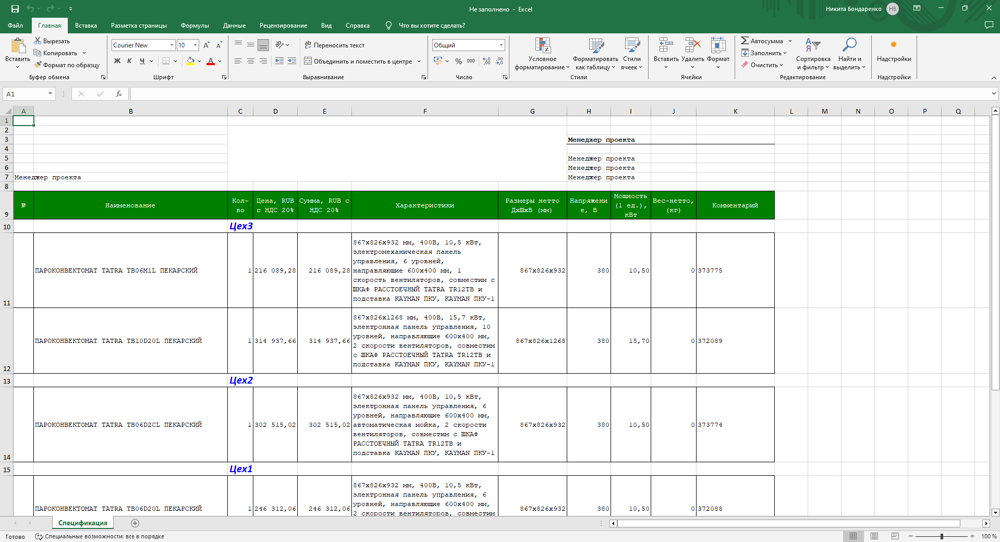 Не заполнено - Excel
Никита Бондаренко НБ
Файл Главная Вставка Разметка страницы Формулы Данные Рецензирование Вид Справка Что вы хотите сделать?
Вставить
Вырезать
Копировать
Формат по образцу
Буфер обмена
Courier New 10
Ж К Ч
Шрифт
Переносить текст
Объединить и поместить в центре
Выравнивание
Общий
% 000
Число
Условное форматирование
Форматировать как таблицу
Стили ячеек
Стили
Вставить Удалить Формат
Ячейки
Автосумма
Заполнить
Очистить
Сортировка и фильтр
Найти и выделить
Редактирование
Надстройки
Надстройки
A1 fx
A B C D E F G H I J K L M N O P Q
1
2
3 Менеджер проекта
4
5 Менеджер проекта
6 Менеджер проекта
7 Менеджер проекта Менеджер проекта
8
9 № Наименование Кол-во Цена, RUB с НДС 20% Сумма, RUB с НДС 20% Характеристики Размеры нетто ДхШхВ (мм) Напряжение, В Мощность (1 ед.), кВт Вес-нетто, (кг) Комментарий
10 Цех3
11 ПАРОКОНВЕКТОМАТ TATRA TB06M1L ПЕКАРСКИЙ 1 216 089,28 216 089,28
867х826х932 мм, 400В, 10,5 кВт,
электромеханическая панель
управления, 6 уровней,
направляющие 600х400 мм, 1
скорость вентиляторов, совместим с
ШКАФ РАССТОЕЧНЫЙ TATRA TR12TB и
подставка KAYMAN ПКУ, KAYMAN ПКУ-1
867x826x932 380 10,50 0 373775
12 ПАРОКОНВЕКТОМАТ TATRA TB10D20L ПЕКАРСКИЙ 1 314 937,66 314 937,66
867х826х1268 мм, 400В, 15,7 кВт,
электронная панель управления, 10
уровней, направляющие 600х400 мм,
2 скорости вентиляторов, совместим
с ШКАФ РАССТОЕЧНЫЙ TATRA TR12TB и
подставка KAYMAN ПКУ, KAYMAN ПКУ-1
867x826x1268 380 15,70 0 372089
13 Цех2
14 ПАРОКОНВЕКТОМАТ TATRA TB06D2CL ПЕКАРСКИЙ 1 302 515,02 302 515,02
867х826х932 мм, 400В, 10,5 кВт,
электронная панель управления, 6
уровней, направляющие 600х400 мм,
автоматическая мойка, 2 скорости
вентиляторов, совместим с ШКАФ
РАССТОЕЧНЫЙ TATRA TR12TB и
подставка KAYMAN ПКУ, KAYMAN ПКУ-1
867x826x932 380 10,50 0 373774
15 Цех1
ПАРОКОНВЕКТОМАТ TATRA TB06D20L ПЕКАРСКИЙ 1 246 312,06 246 312,06
867х826х932 мм, 400В, 10,5 кВт,
электронная панель управления, 6
уровней, направляющие 600х400 мм,
2 скорости вентиляторов, совместим
867x826x932 380 10,50 0 372088
Спецификация
Готово Специальные возможности: все в порядке 100 %